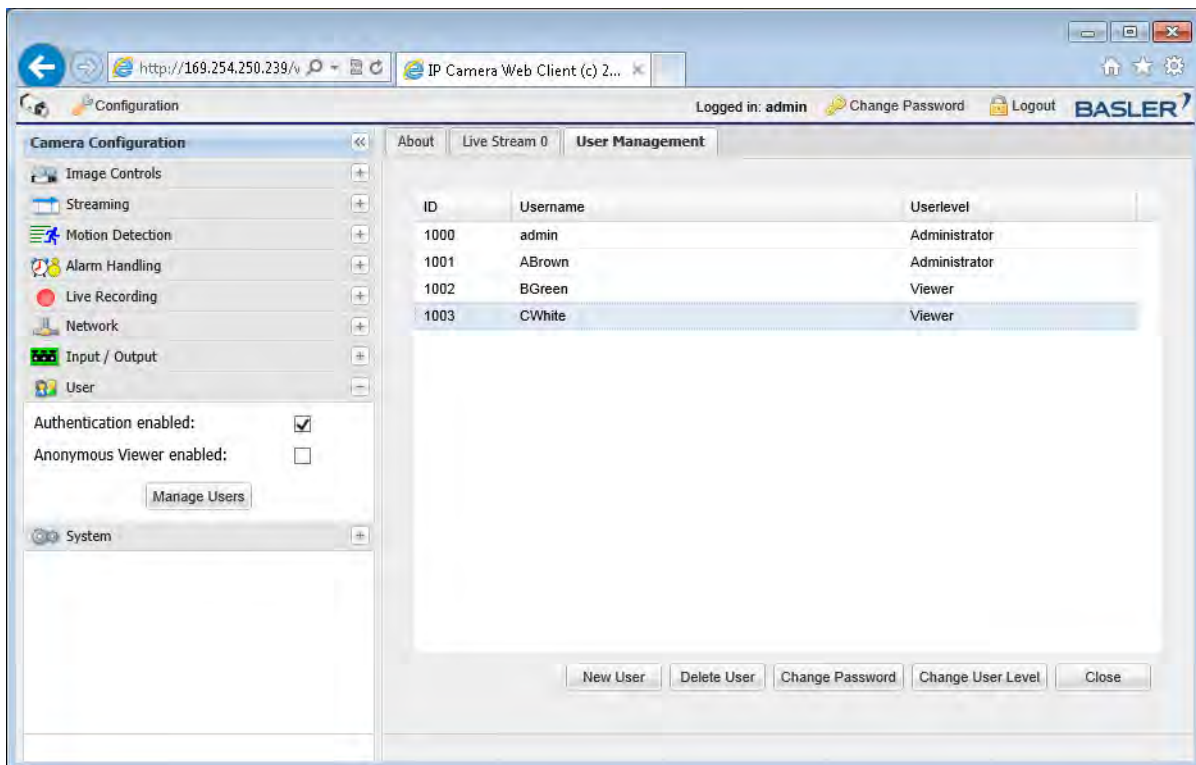 http://169.254.250.239/v
IP Camera Web Client (c) 2...
Configuration
Logged in: admin
Change Password
Logout
BASLER
Camera Configuration
About
Live Stream 0
User Management
Image Controls
Streaming
Motion Detection
Alarm Handling
Live Recording
Network
Input / Output
User
Authentication enabled:
Anonymous Viewer enabled:
Manage Users
System
ID Username Userlevel
1000 admin Administrator
1001 ABrown Administrator
1002 BGreen Viewer
1003 CWhite Viewer
New User
Delete User
Change Password
Change User Level
Close